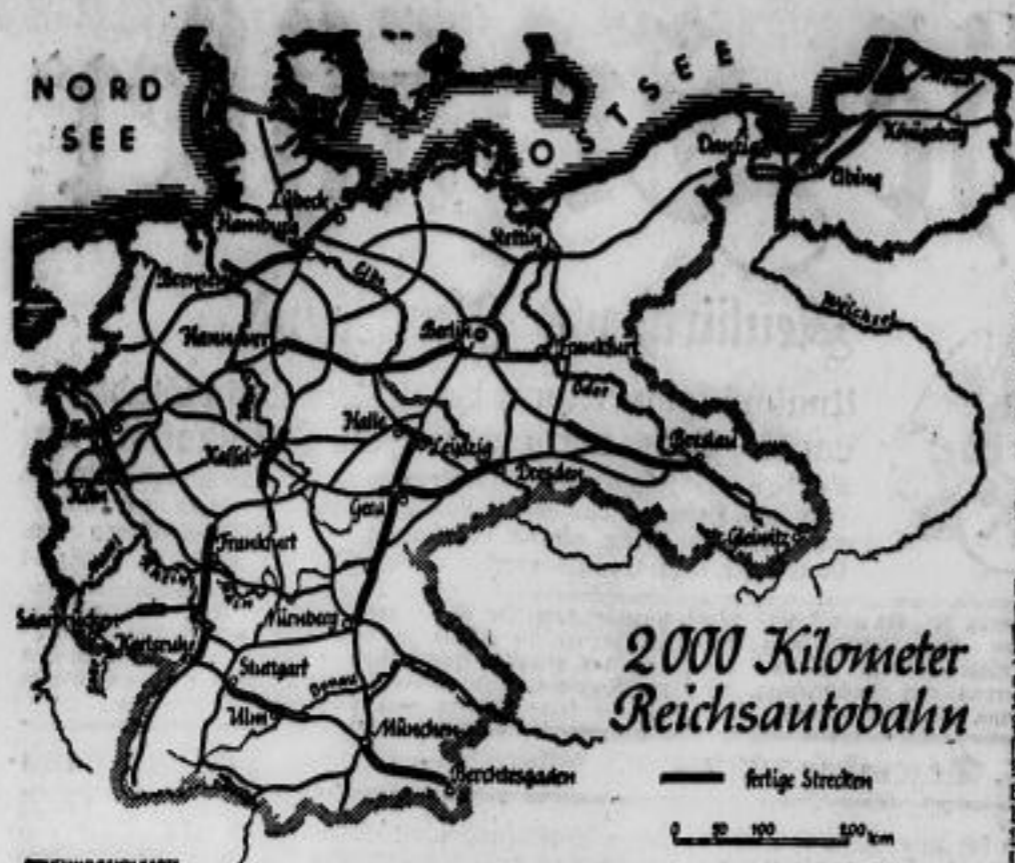 NORD
SEE
OSTSEE
Königsberg
Elbing
Lübeck
Hamburg
Stettin
Elbe
Bremen
Weichsel
Hannover
Berlin
Frankfurt
Oder
Halle
Leipzig
Breslau
Kassel
Köln
Dresden
Gera
Gleiwitz
Frankfurt
Main
Saarbrücken
Nürnberg
Karlsruhe
Stuttgart
Donau
Ulm
München
Berchtesgaden
2000 Kilometer
Reichsautobahn
fertige Strecken
0 50 100 200 km